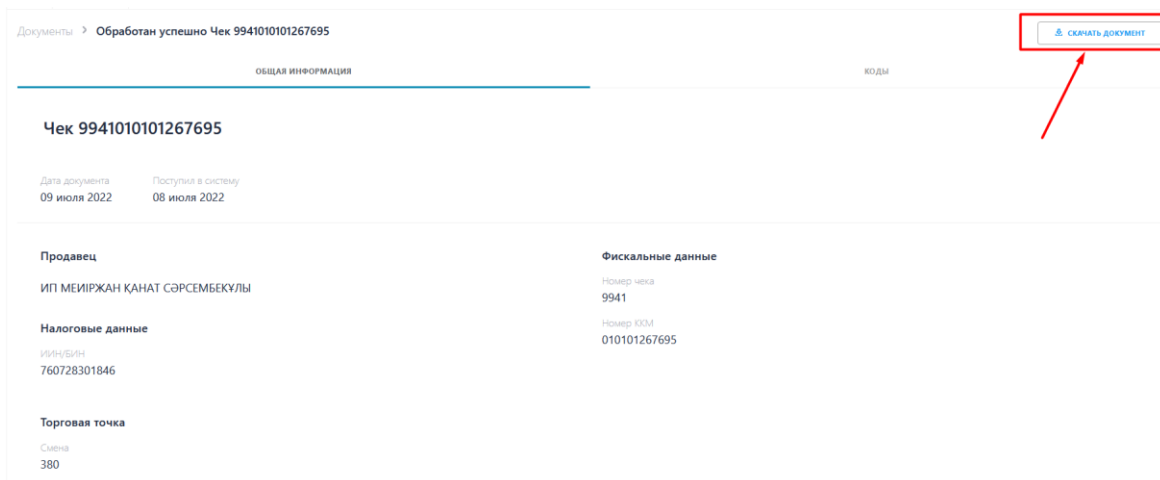 Документы > Обработан успешно Чек 9941010101267695
СКАЧАТЬ ДОКУМЕНТ
ОБЩАЯ ИНФОРМАЦИЯ
КОДЫ
Чек 9941010101267695
Дата документа Поступил в систему
09 июля 2022 08 июля 2022
Продавец
Фискальные данные
ИП МЕИРЖАН ҚАНАТ СӘРСЕМБЕКҰЛЫ
Номер чека
9941
Налоговые данные
Номер ККМ
010101267695
ИИН/БИН
760728301846
Торговая точка
Смена
380